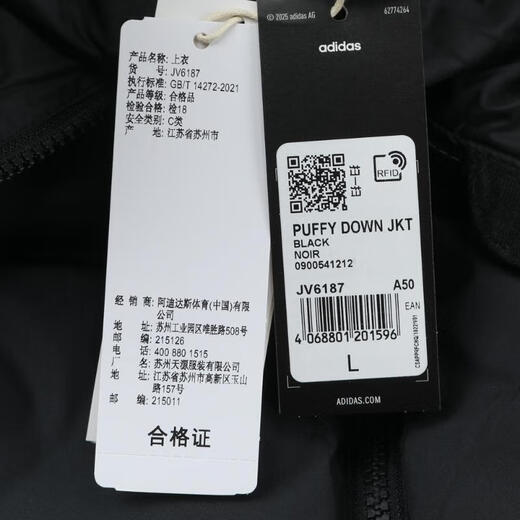 产品名称: 上衣
货 号: JV6187
执行标准: GB/T 14272-2021
产品等级: 合格品
检验合格: 检18
安全类别: C类
产 地: 江苏省苏州市
经 销 商: 阿迪达斯体育(中国)有限
公司
地 址: 苏州工业园区唯胜路508号
邮 编: 215126
电 话: 400 880 1515
厂 名: 苏州天源服装有限公司
地 址: 江苏省苏州市高新区玉山
路157号
邮 编: 215011
合格证
© 2025 adidas AG
62774264
adidas
RFID
PUFFY DOWN JKT
BLACK
NOIR
0900541212
JV6187 A50
EAN
4 068801 201596
L
ADIDAS.COM